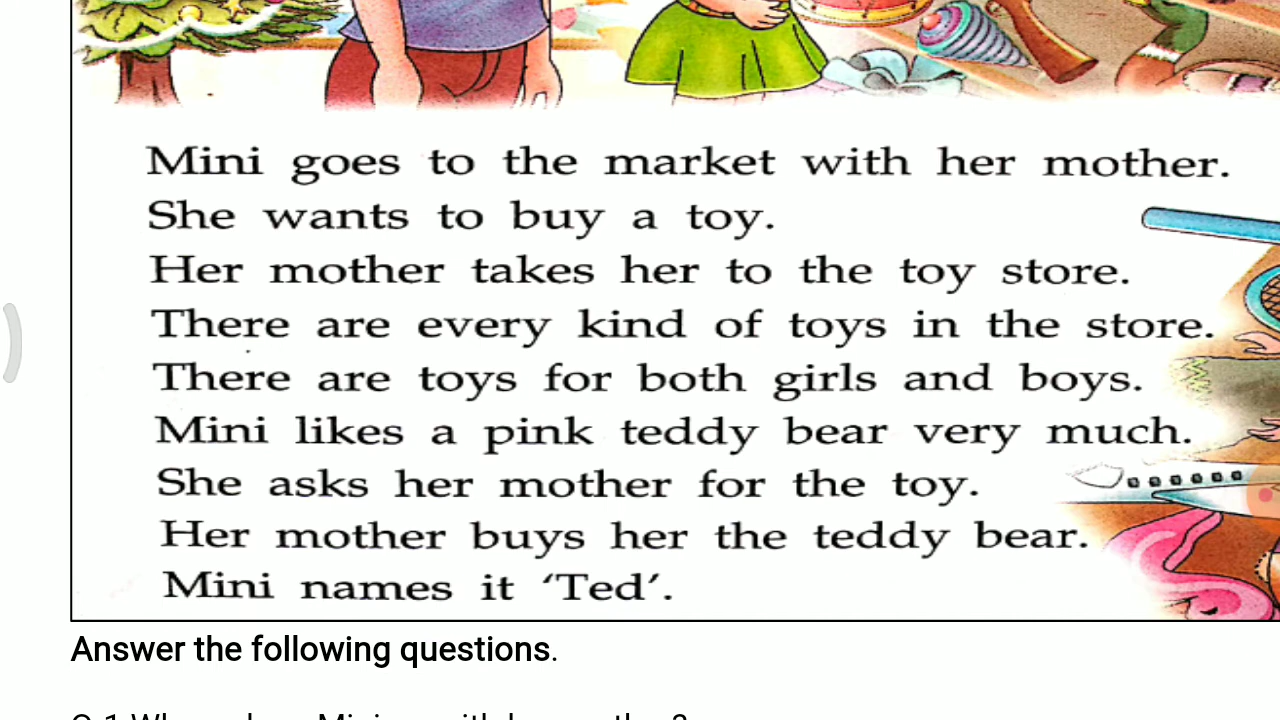 Mini goes to the market with her mother.
She wants to buy a toy.
Her mother takes her to the toy store.
There are every kind of toys in the store.
There are toys for both girls and boys.
Mini likes a pink teddy bear very much.
She asks her mother for the toy.
Her mother buys her the teddy bear.
Mini names it ‘Ted’.
Answer the following questions.